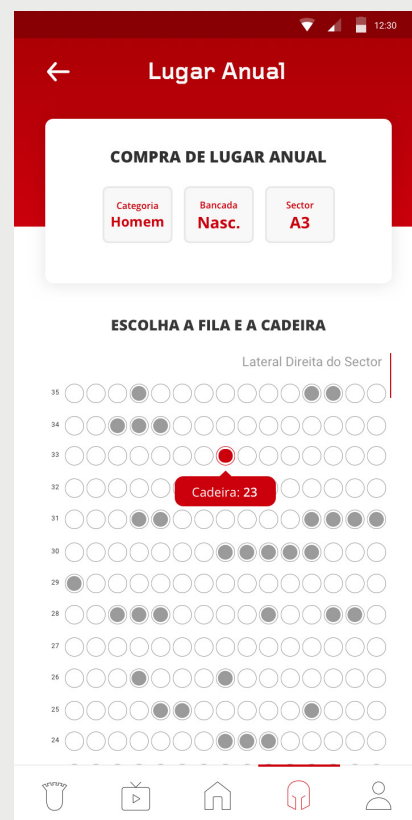 12:30
Lugar Anual
COMPRA DE LUGAR ANUAL
Categoria
Homem
Bancada
Nasc.
Sector
A3
ESCOLHA A FILA E A CADEIRA
Lateral Direita do Sector
35
34
33
32
Cadeira: 23
31
30
29
28
27
26
25
24